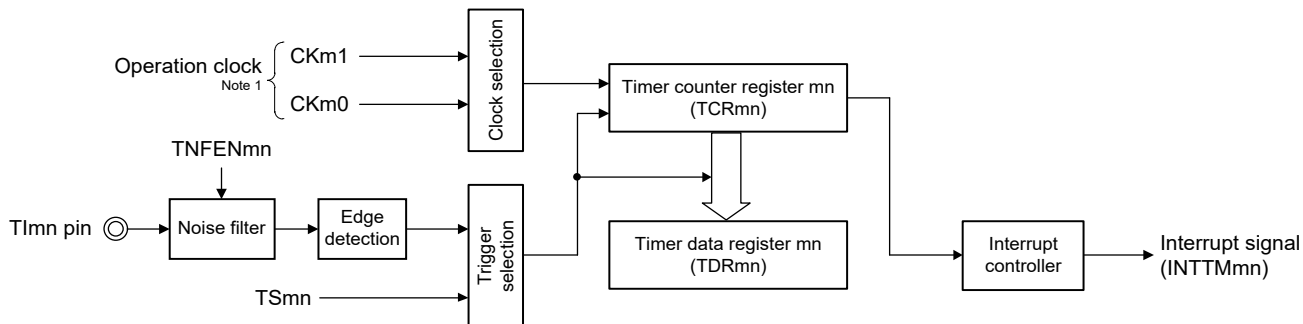 Operation clock
Note 1
CKm1
CKm0
Clock selection
Timer counter register mn
(TCRmn)
TNFENmn
TImn pin
Noise filter
Edge
detection
Trigger
selection
TSmn
Timer data register mn
(TDRmn)
Interrupt
controller
Interrupt signal
(INTTMmn)